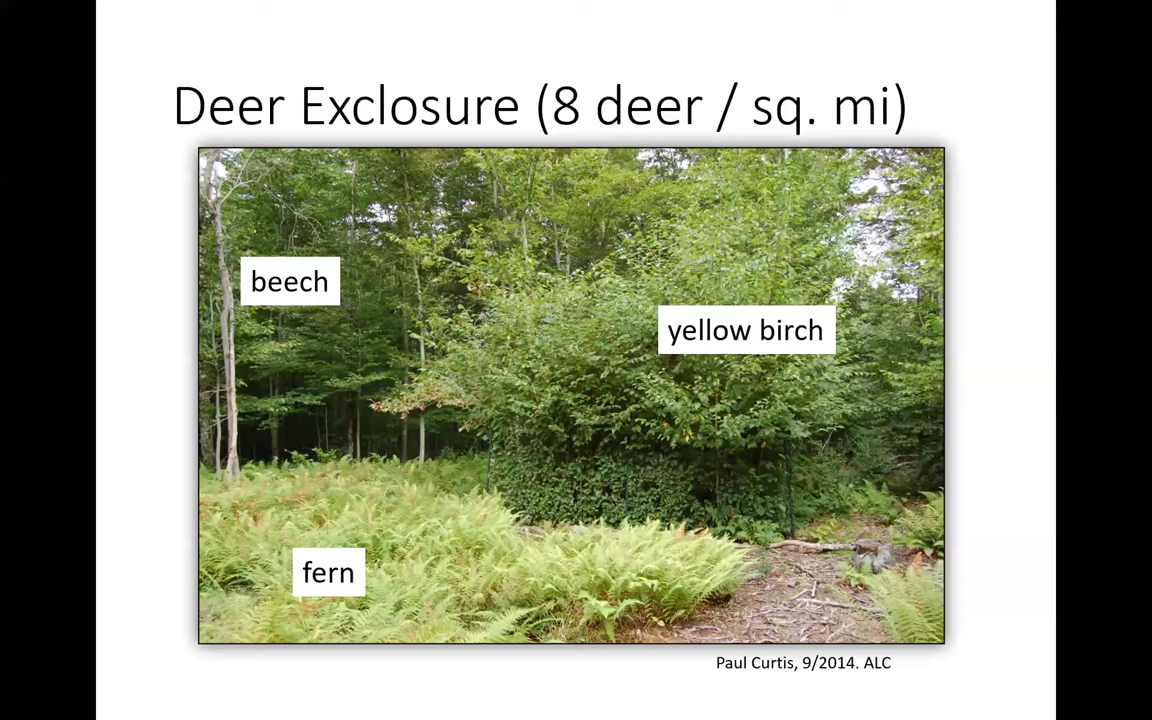 Deer Exclosure (8 deer / sq. mi)
beech
yellow birch
fern
Paul Curtis, 9/2014. ALC